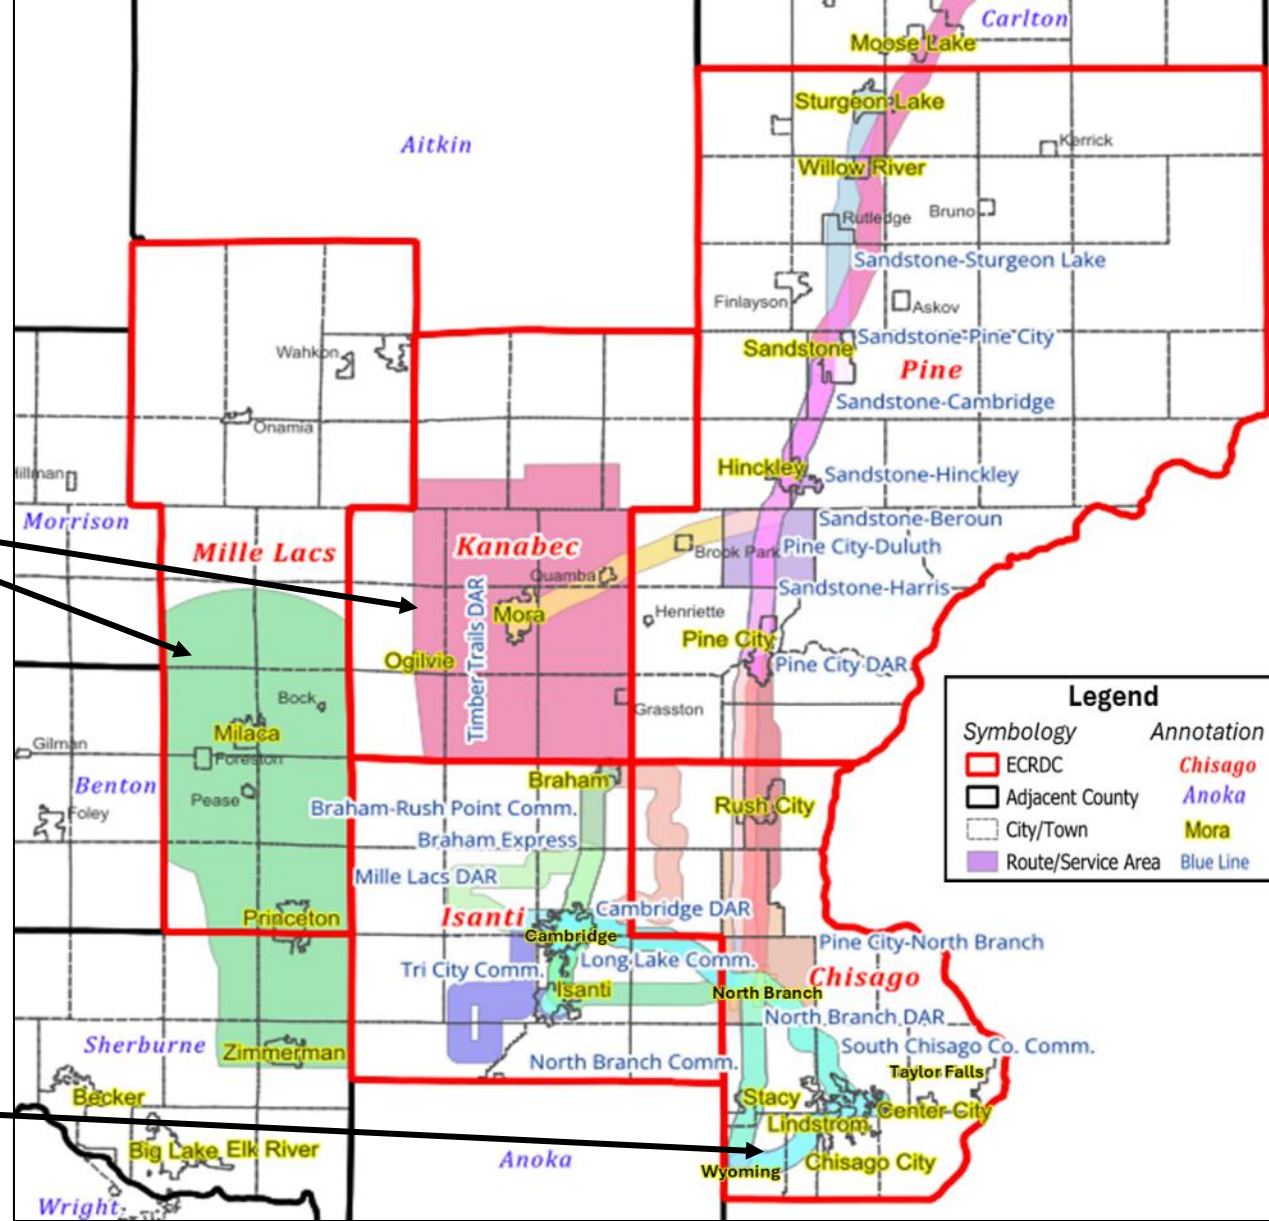 Carlton
Moose Lake
Sturgeon Lake
Aitkin
Kerrick
Willow River
Rutledge
Bruno
Sandstone-Sturgeon Lake
Finlayson
Askov
Sandstone-Pine City
Wahkon
Sandstone
Pine
Sandstone-Cambridge
Onamia
Hinckley
Sandstone-Hinckley
illman
Morrison
Sandstone-Beroun
Mille Lacs
Kanabec
Brook Park
Pine City-Duluth
Quamba
Sandstone-Harris
Mora
Henriette
Timber Trails DAR
Pine City
Ogilvie
Pine City DAR
Bock
Grasston
Milaca
Gilman
Foreston
Benton
Pease
Foley
Braham
Braham-Rush Point Comm.
Rush City
Braham Express
Mille Lacs DAR
Princeton
Isanti
Cambridge DAR
Cambridge
Pine City-North Branch
Tri City Comm.
Long Lake Comm.
Chisago
Isanti
North Branch
North Branch DAR
Sherburne
Zimmerman
North Branch Comm.
South Chisago Co. Comm.
Taylor Falls
Becker
Stacy
Center City
Lindstrom
Big Lake
Elk River
Anoka
Wyoming
Chisago City
Wright
Legend
Symbology Annotation
ECRDC Chisago
Adjacent County Anoka
City/Town Mora
Route/Service Area Blue Line